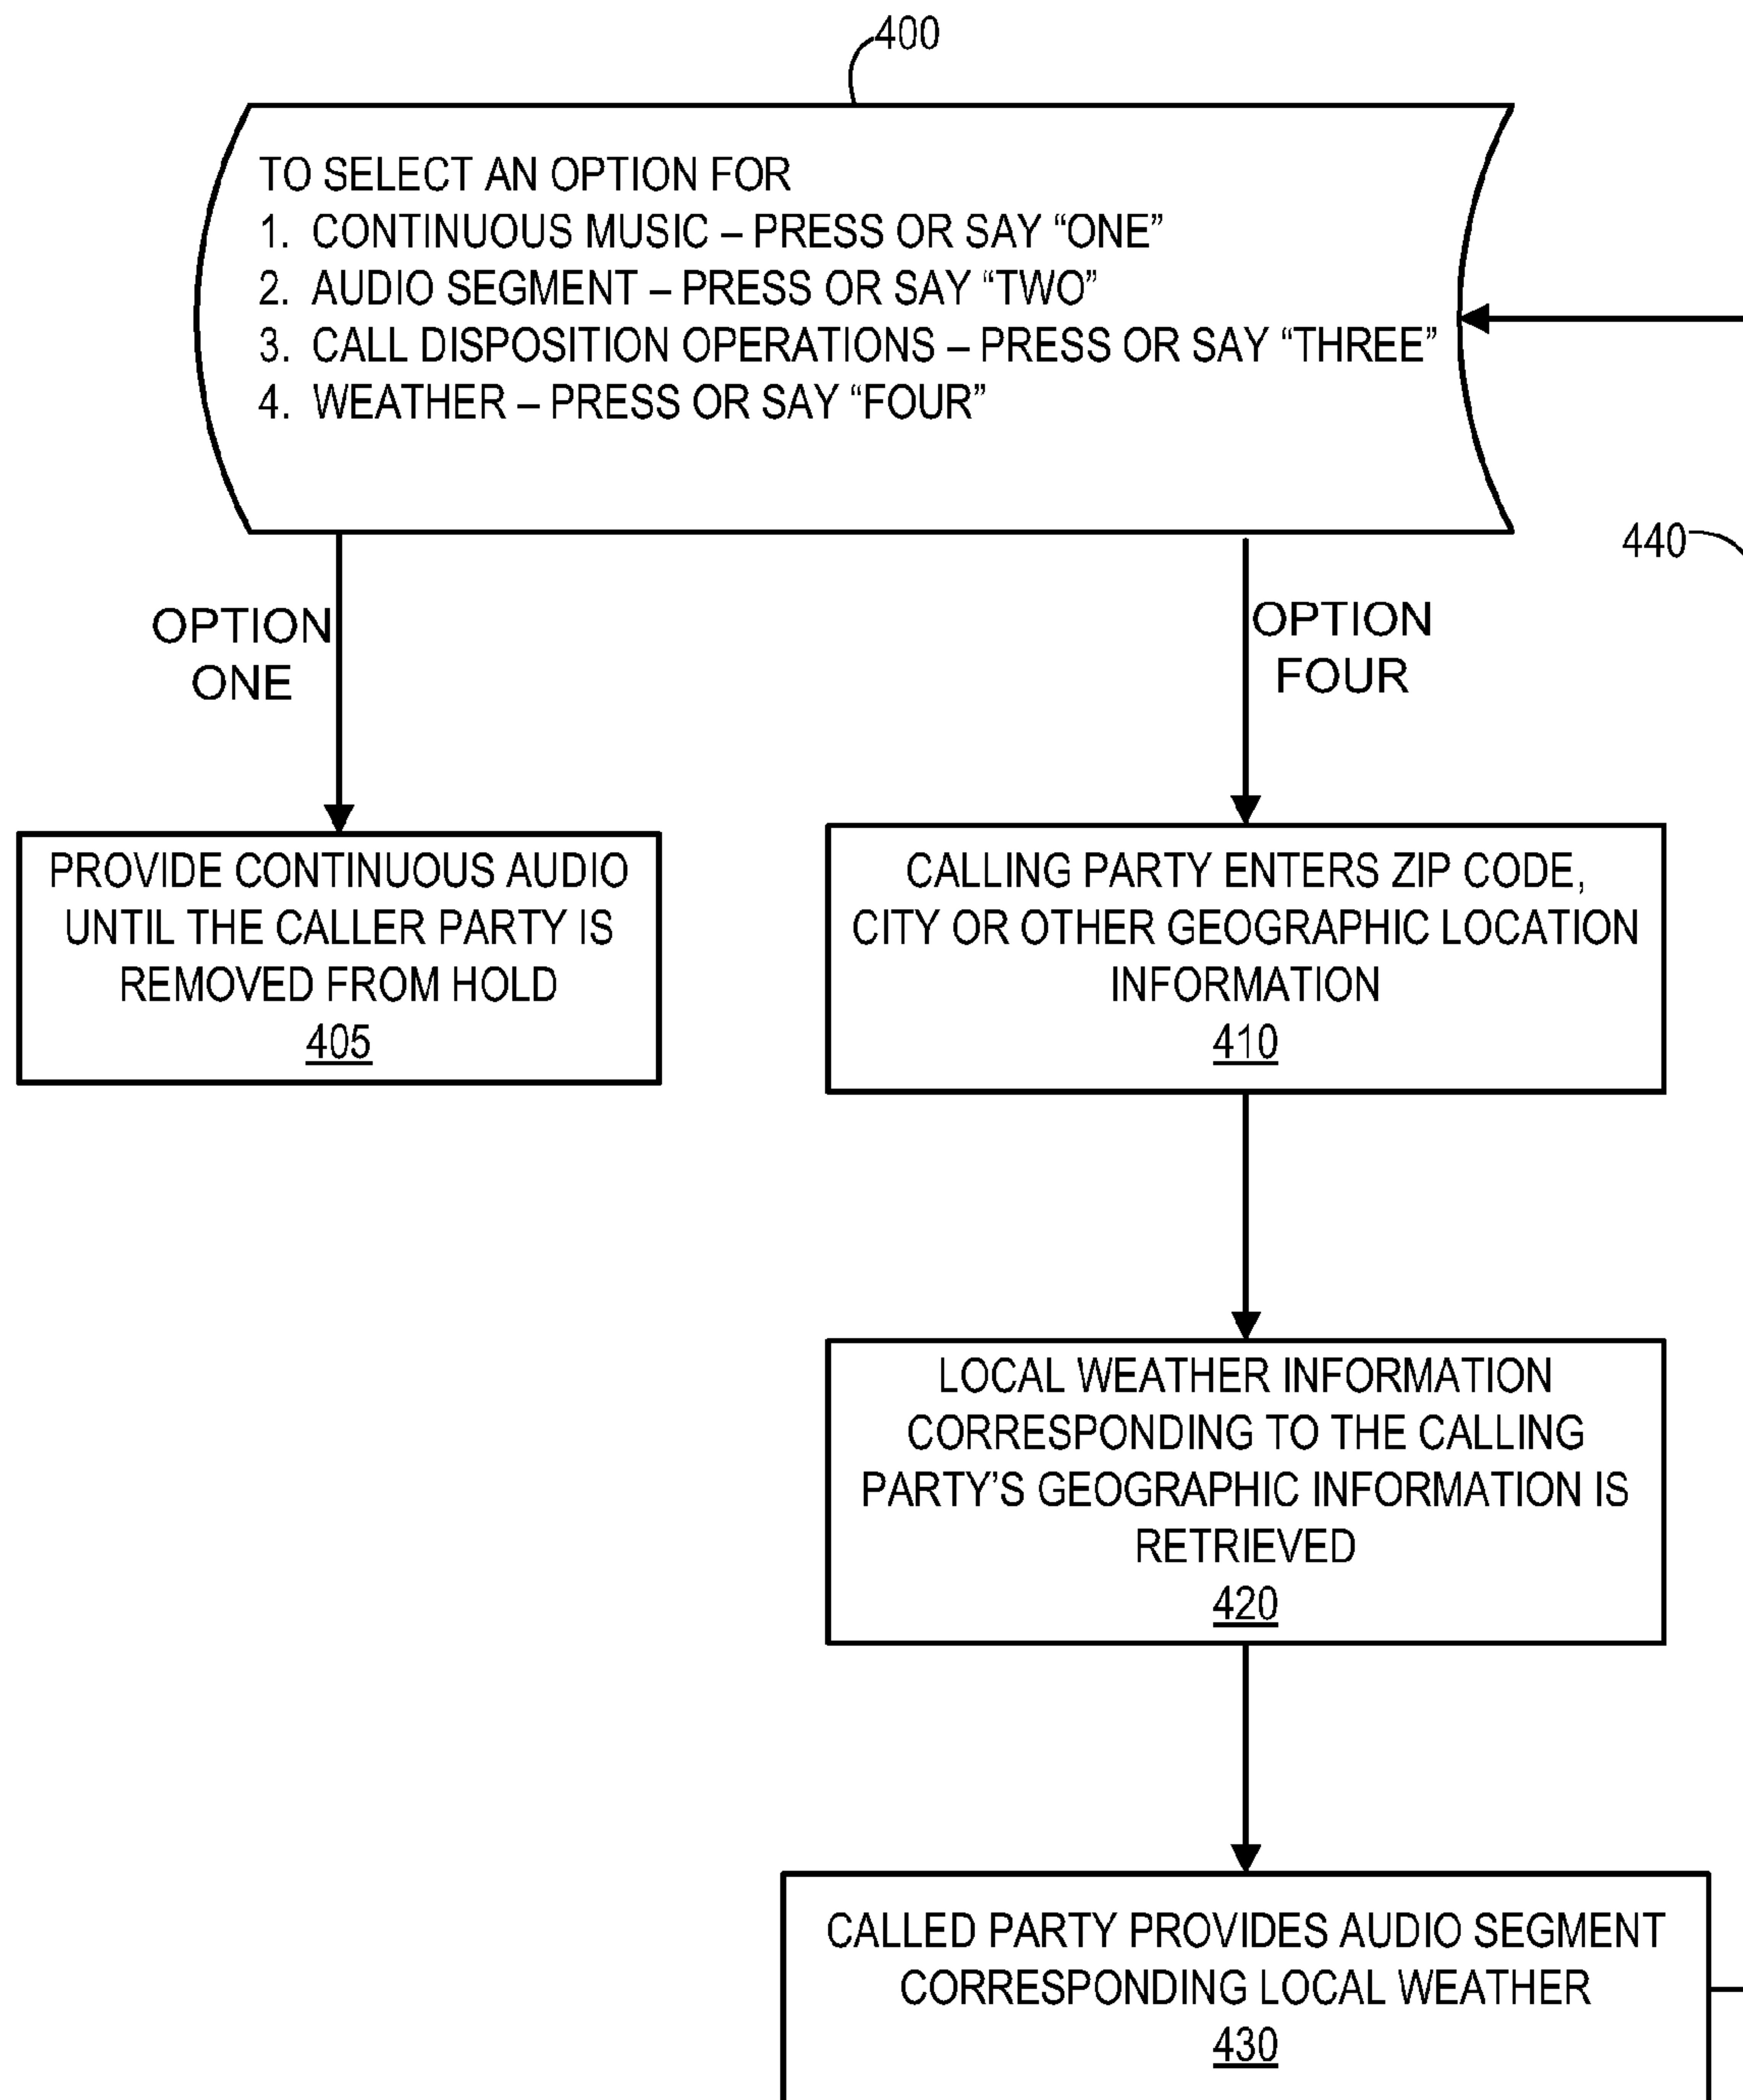 400
TO SELECT AN OPTION FOR
1. CONTINUOUS MUSIC – PRESS OR SAY “ONE”
2. AUDIO SEGMENT – PRESS OR SAY “TWO”
3. CALL DISPOSITION OPERATIONS – PRESS OR SAY “THREE”
4. WEATHER – PRESS OR SAY “FOUR”
440
OPTION
ONE
OPTION
FOUR
PROVIDE CONTINUOUS AUDIO
UNTIL THE CALLER PARTY IS
REMOVED FROM HOLD
405
CALLING PARTY ENTERS ZIP CODE,
CITY OR OTHER GEOGRAPHIC LOCATION
INFORMATION
410
LOCAL WEATHER INFORMATION
CORRESPONDING TO THE CALLING
PARTY’S GEOGRAPHIC INFORMATION IS
RETRIEVED
420
CALLED PARTY PROVIDES AUDIO SEGMENT
CORRESPONDING LOCAL WEATHER
430